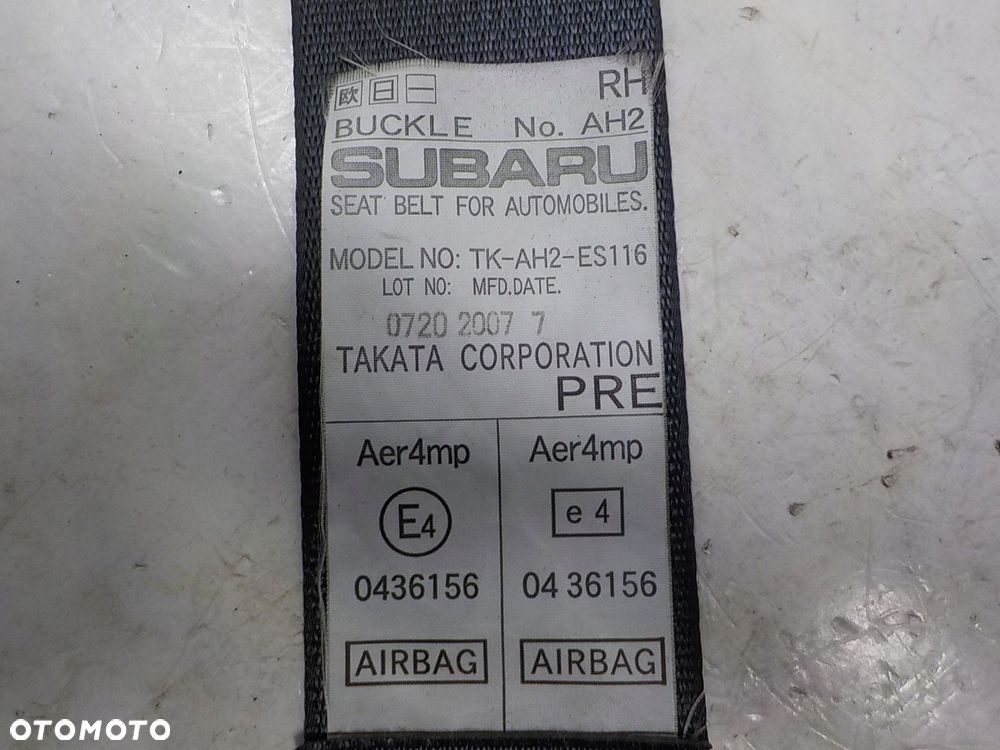 欧 日 一 RH
BUCKLE No. AH2
SUBARU
SEAT BELT FOR AUTOMOBILES.
MODEL NO: TK-AH2-ES116
LOT NO: MFD.DATE.
0720 2007 7
TAKATA CORPORATION
PRE
Aer4mp
E4
0436156
AIRBAG
Aer4mp
e 4
04 36156
AIRBAG
OTOMOTO